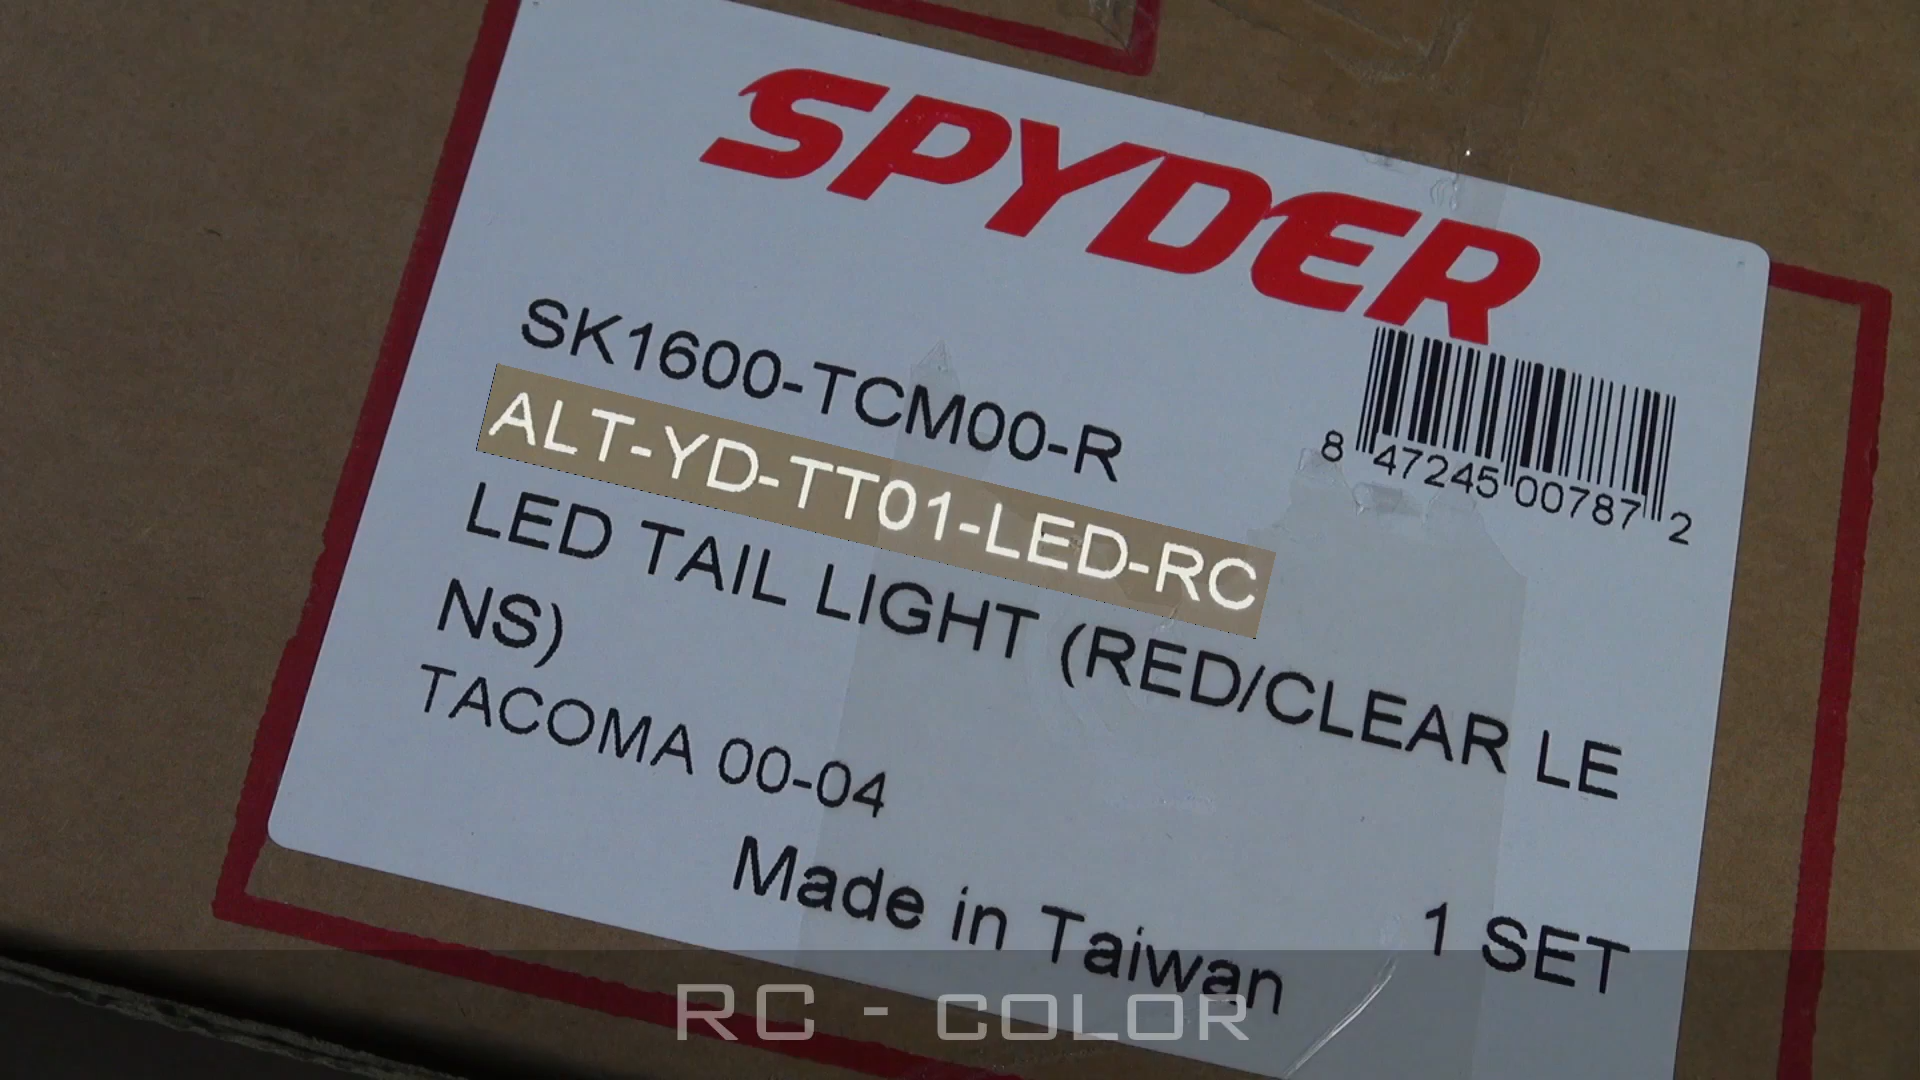 SPYDER
SK1600-TCM00-R
8 47245 00787 2
ALT-YD-TT01-LED-RC
LED TAIL LIGHT (RED/CLEAR LE
NS)
TACOMA 00-04
Made in Taiwan
1 SET
RC - COLOR